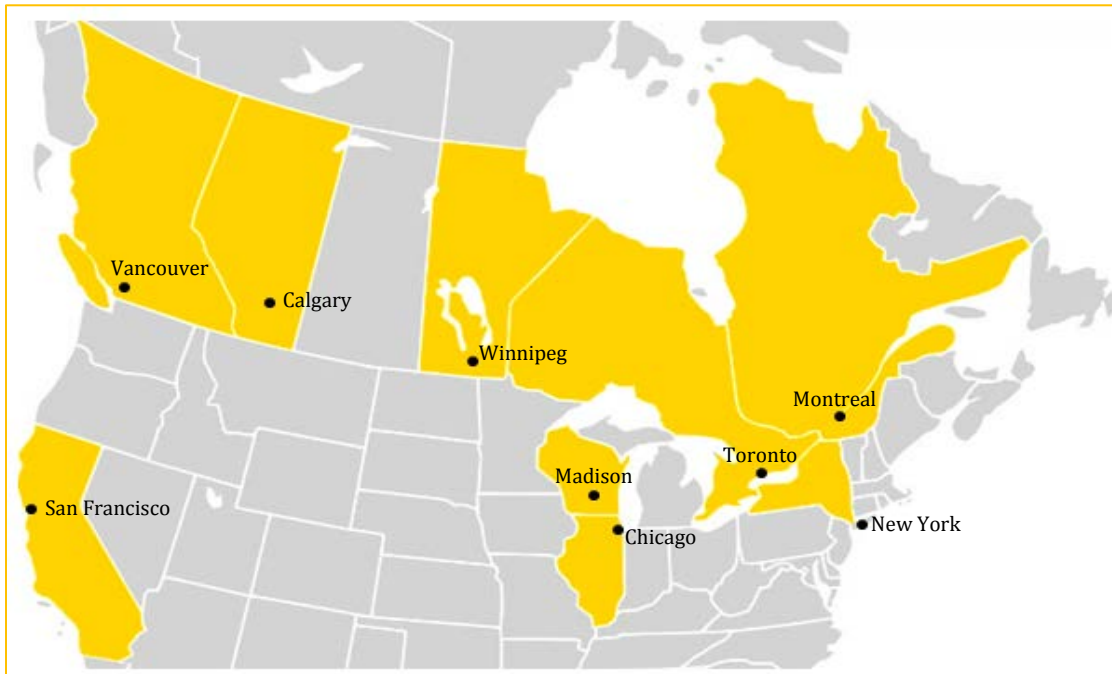 Vancouver
Calgary
Winnipeg
Montreal
Toronto
Madison
San Francisco
New York
Chicago